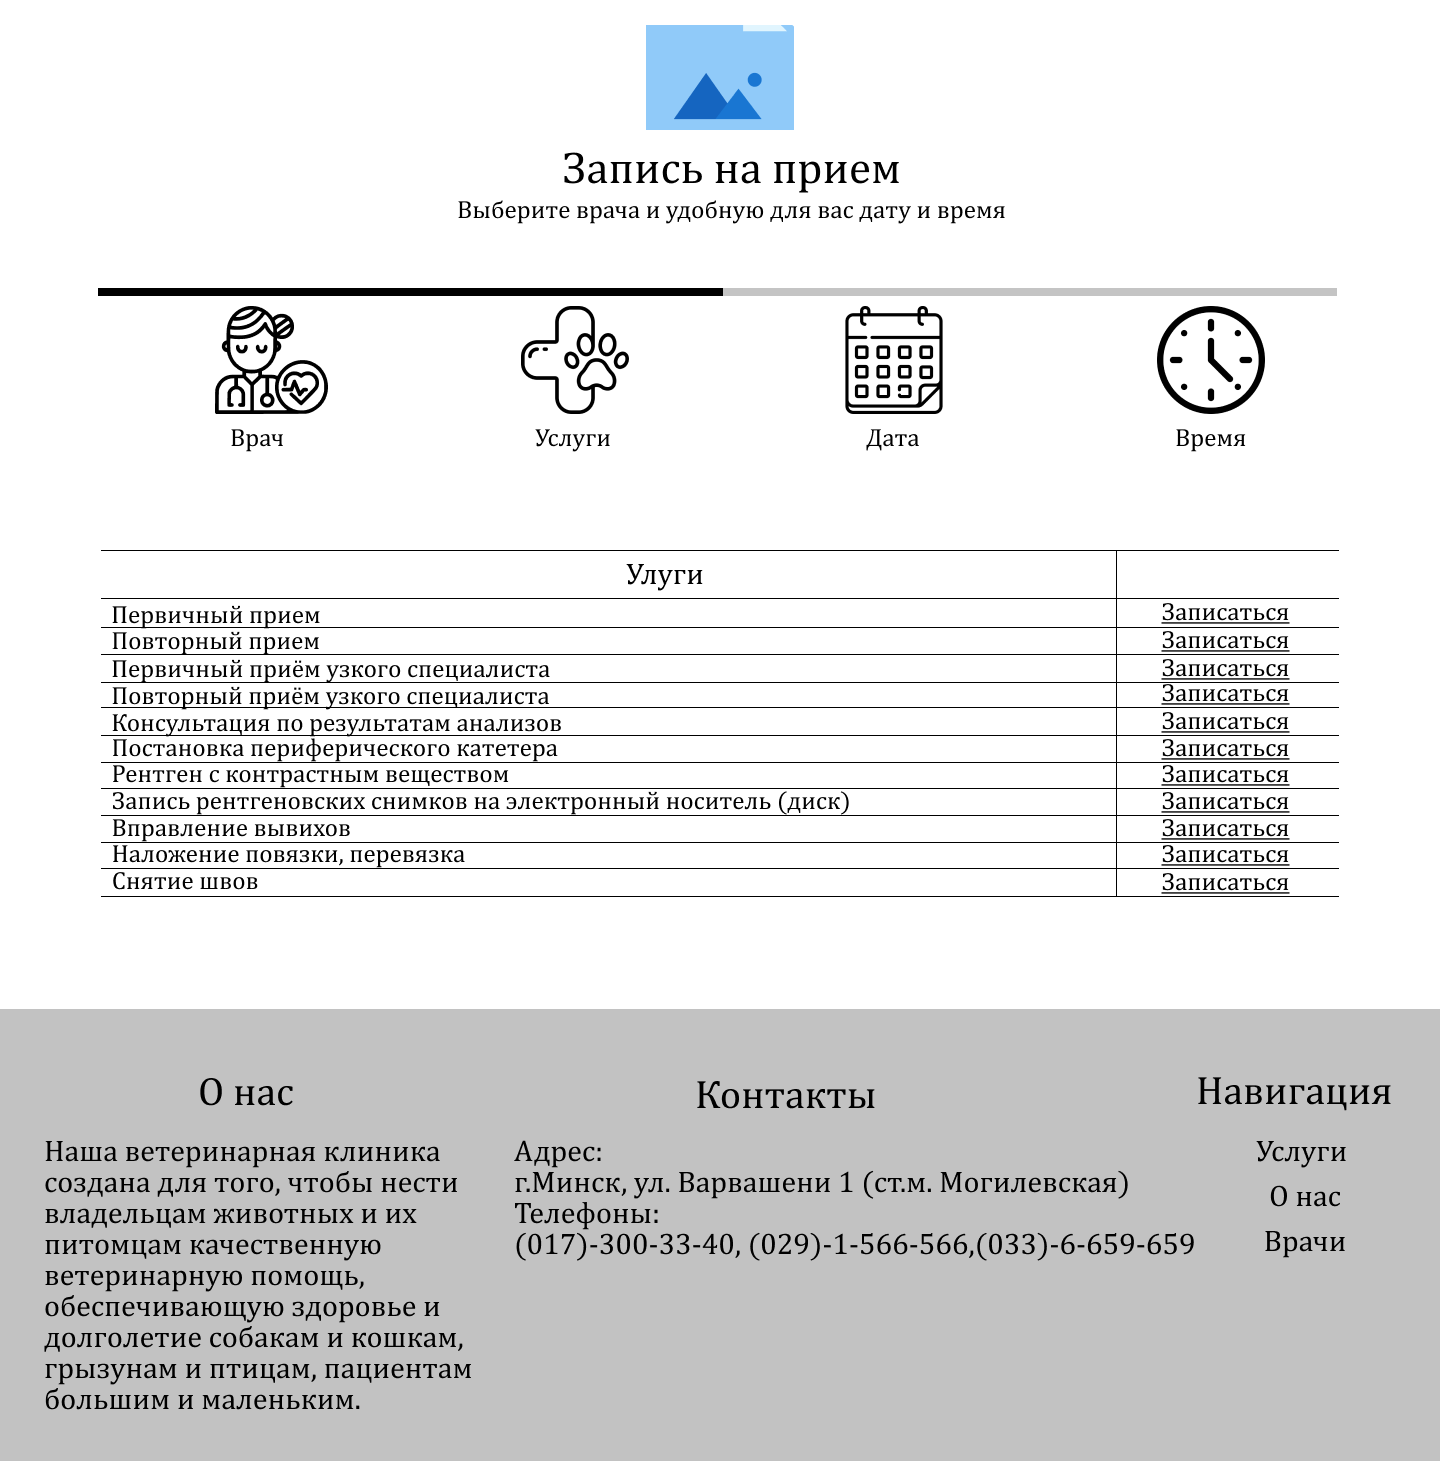 Запись на прием
Выберите врача и удобную для вас дату и время
Врач
Услуги
Дата
Время
Улуги
Первичный прием Записаться
Повторный прием Записаться
Первичный приём узкого специалиста Записаться
Повторный приём узкого специалиста Записаться
Консультация по результатам анализов Записаться
Постановка периферического катетера Записаться
Рентген с контрастным веществом Записаться
Запись рентгеновских снимков на электронный носитель (диск) Записаться
Вправление вывихов Записаться
Наложение повязки, перевязка Записаться
Снятие швов Записаться
О нас
Наша ветеринарная клиника
создана для того, чтобы нести
владельцам животных и их
питомцам качественную
ветеринарную помощь,
обеспечивающую здоровье и
долголетие собакам и кошкам,
грызунам и птицам, пациентам
большим и маленьким.
Контакты
Адрес:
г.Минск, ул. Варвашени 1 (ст.м. Могилевская)
Телефоны:
(017)-300-33-40, (029)-1-566-566,(033)-6-659-659
Навигация
Услуги
О нас
Врачи